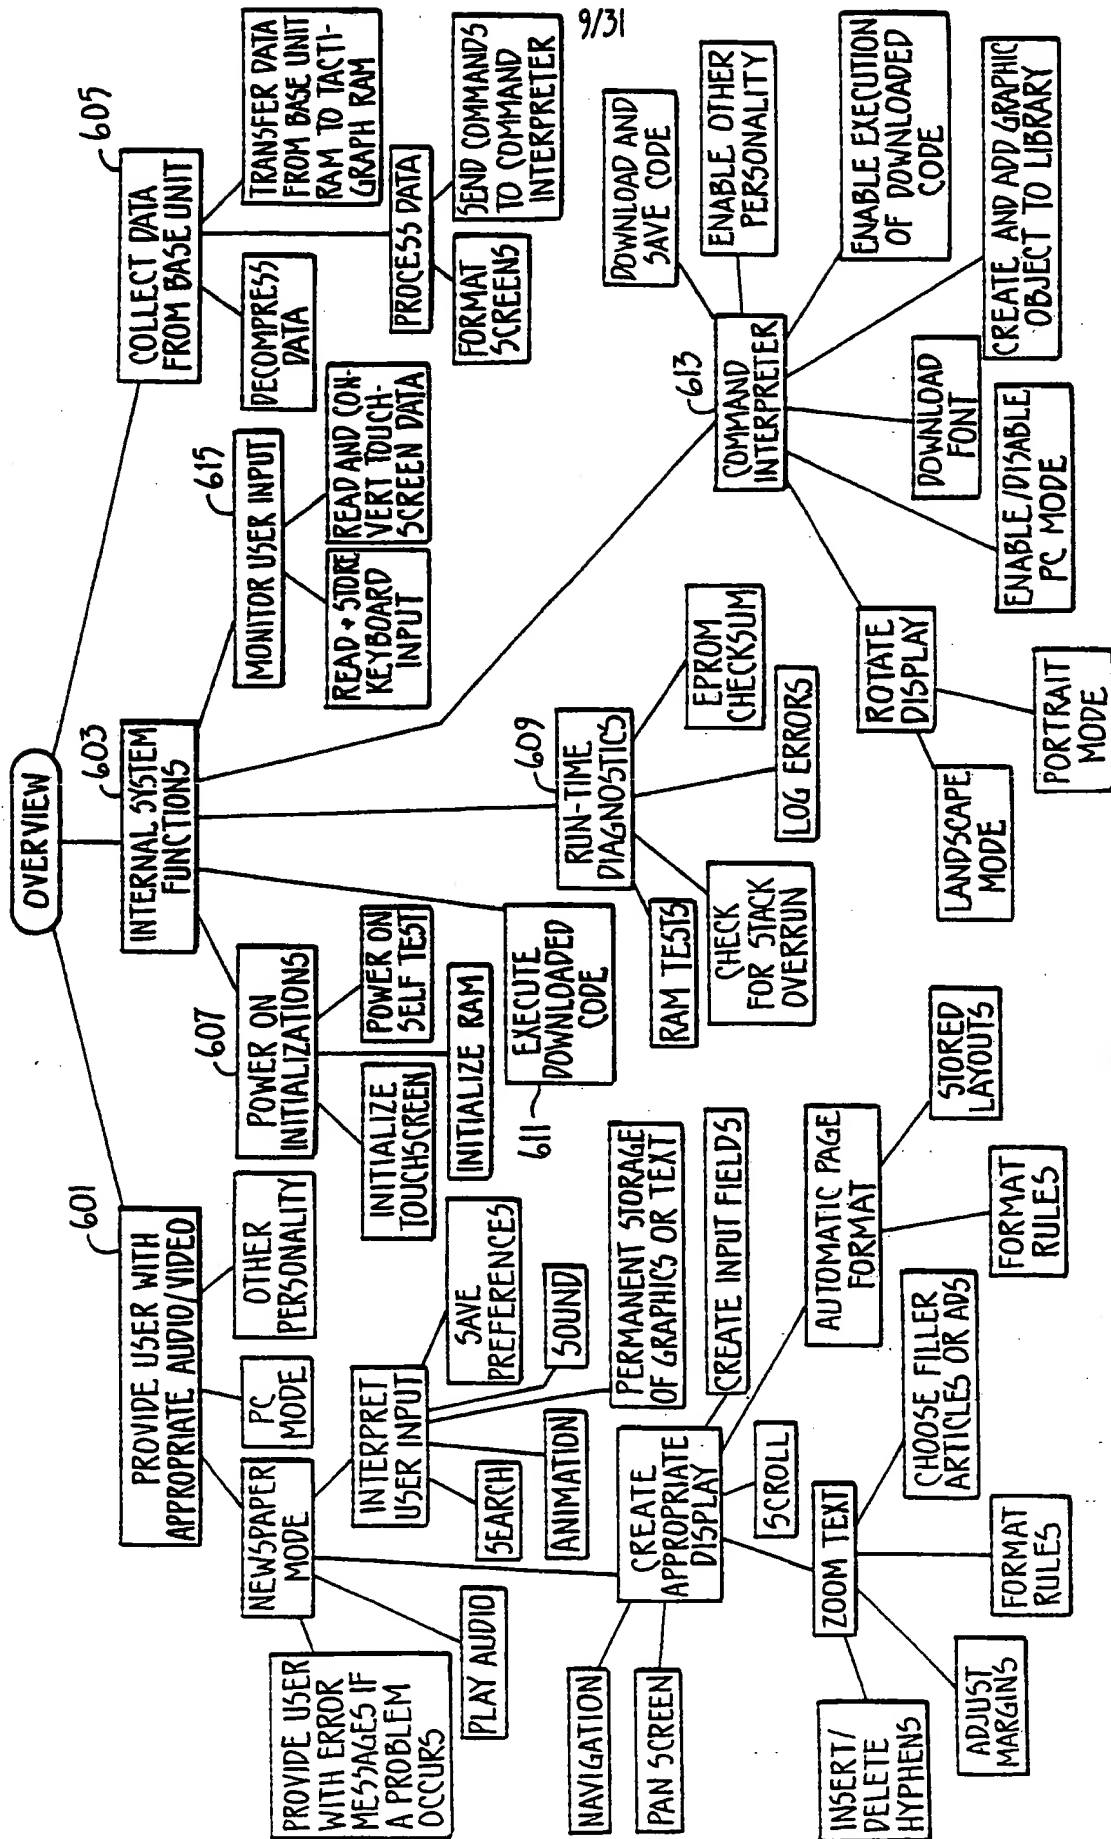 9/31
OVERVIEW
601
PROVIDE USER WITH
APPROPRIATE AUDIO/VIDEO
603
INTERNAL SYSTEM
FUNCTIONS
605
COLLECT DATA
FROM BASE UNIT
NEWSPAPER
MODE
PC
MODE
OTHER
PERSONALITY
607
POWER ON
INITIALIZATIONS
615
MONITOR USER INPUT
DECOMPRESS
DATA
TRANSFER DATA
FROM BASE UNIT
RAM TO TACTI-
GRAPH RAM
PROVIDE USER
WITH ERROR
MESSAGES IF
A PROBLEM
OCCURS
PLAY AUDIO
INTERPRET
USER INPUT
SAVE
PREFERENCES
INITIALIZE
TOUCHSCREEN
POWER ON
SELF TEST
INITIALIZE RAM
READ + STORE
KEYBOARD
INPUT
READ AND CON-
VERT TOUCH-
SCREEN DATA
PROCESS DATA
FORMAT
SCREENS
SEND COMMANDS
TO COMMAND
INTERPRETER
SEARCH
ANIMATION
SOUND
PERMANENT STORAGE
OF GRAPHICS OR TEXT
611
EXECUTE
DOWNLOADED
CODE
609
RUN-TIME
DIAGNOSTICS
RAM TESTS
CHECK
FOR STACK
OVERRUN
LOG ERRORS
EPROM
CHECKSUM
613
COMMAND
INTERPRETER
DOWNLOAD AND
SAVE CODE
ENABLE OTHER
PERSONALITY
ENABLE EXECUTION
OF DOWNLOADED
CODE
CREATE AND ADD GRAPHIC
OBJECT TO LIBRARY
DOWNLOAD
FONT
ENABLE/DISABLE
PC MODE
ROTATE
DISPLAY
LANDSCAPE
MODE
PORTRAIT
MODE
NAVIGATION
PAN SCREEN
CREATE
APPROPRIATE
DISPLAY
CREATE INPUT FIELDS
SCROLL
AUTOMATIC PAGE
FORMAT
STORED
LAYOUTS
FORMAT
RULES
ZOOM TEXT
INSERT/
DELETE
HYPHENS
ADJUST
MARGINS
FORMAT
RULES
CHOOSE FILLER
ARTICLES OR ADS